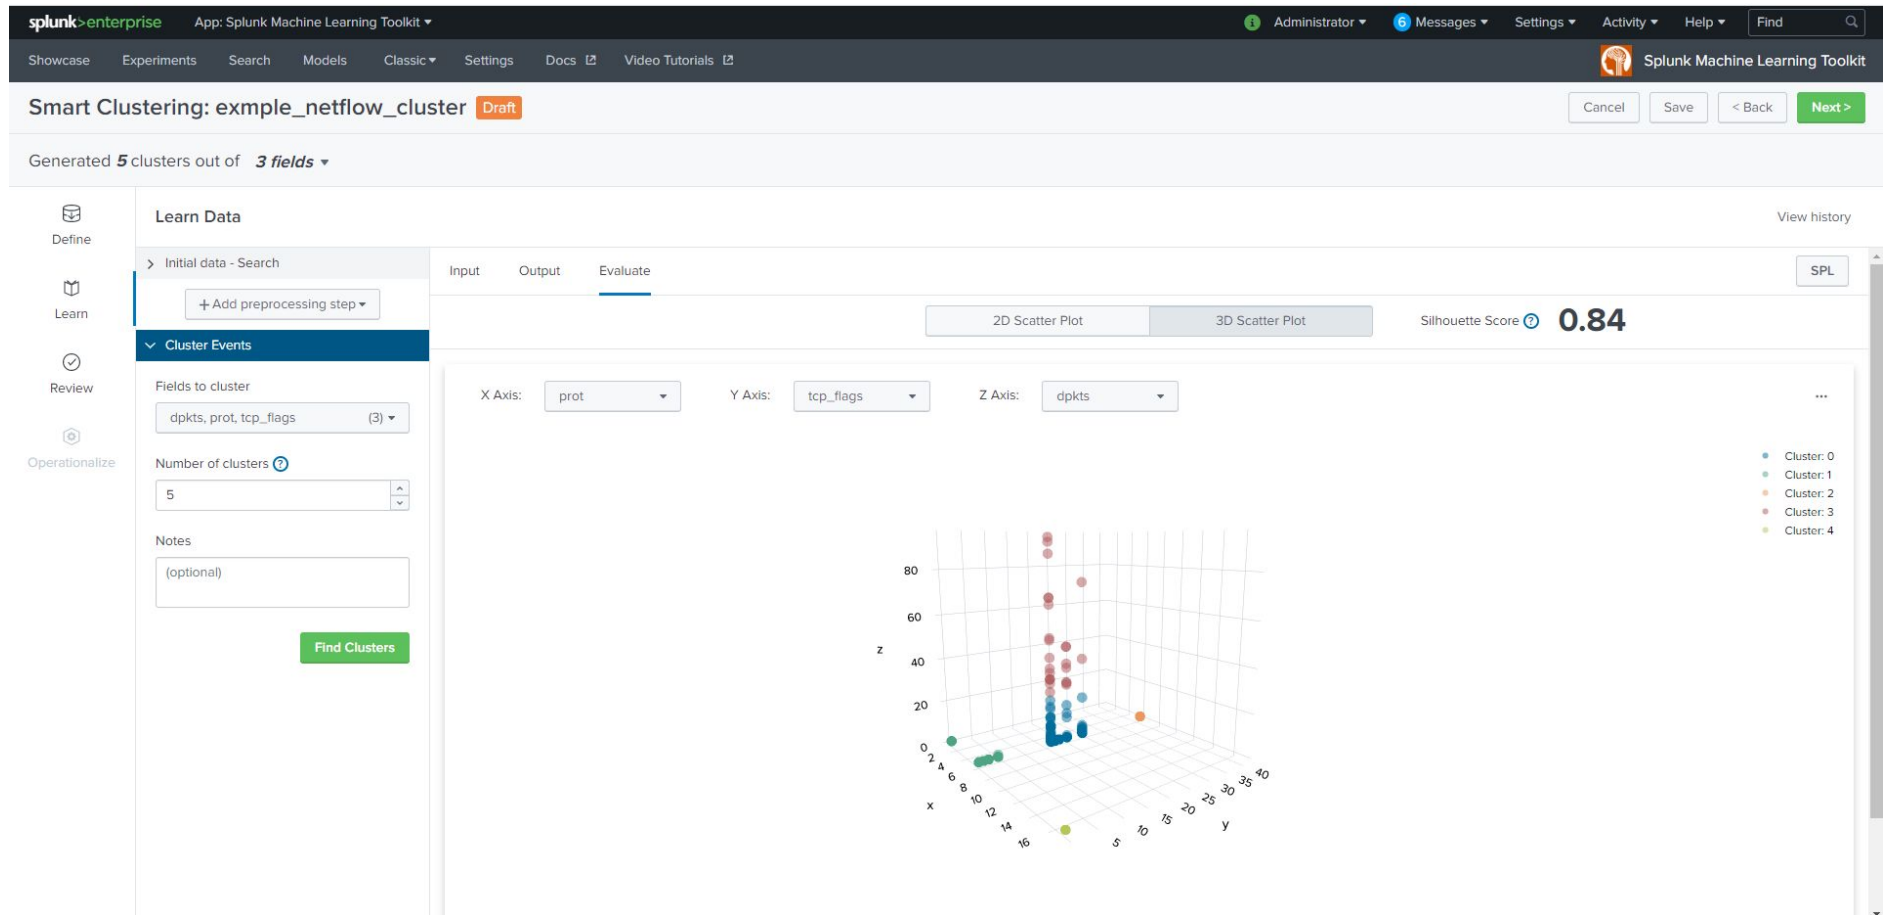 splunk>enterprise App: Splunk Machine Learning Toolkit ▾ i Administrator ▾ 6 Messages ▾ Settings ▾ Activity ▾ Help ▾ Find
Showcase Experiments Search Models Classic ▾ Settings Docs Video Tutorials Splunk Machine Learning Toolkit
Smart Clustering: exmple_netflow_cluster Draft Cancel Save < Back Next >
Generated 5 clusters out of 3 fields ▾
Define
Learn
Review
Operationalize
Learn Data View history
> Initial data - Search
+ Add preprocessing step ▾
Cluster Events
Fields to cluster
dpkts, prot, tcp_flags (3) ▾
Number of clusters ?
5
Notes
(optional)
Find Clusters
Input Output Evaluate SPL
2D Scatter Plot 3D Scatter Plot Silhouette Score ? 0.84
X Axis: prot ▾ Y Axis: tcp_flags ▾ Z Axis: dpkts ▾ ...
Cluster: 0
Cluster: 1
Cluster: 2
Cluster: 3
Cluster: 4
80
60
z
40
20
0
2
4
6
8
10
12
14
16
x
5
10
15
20
25
30
35
40
y